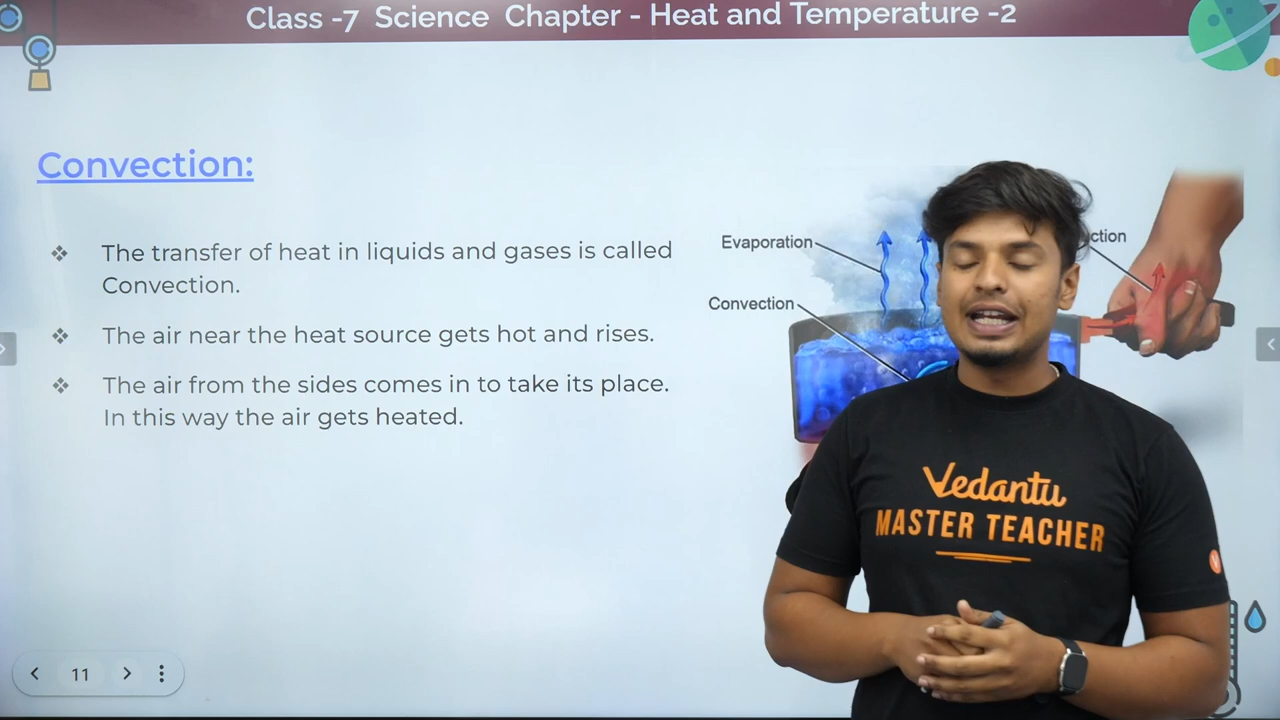 Class -7 Science Chapter - Heat and Temperature -2
Convection:
❖ The transfer of heat in liquids and gases is called
Convection.
❖ The air near the heat source gets hot and rises.
❖ The air from the sides comes in to take its place.
In this way the air gets heated.
Evaporation
Convection
Vedantu
MASTER TEACHER
11